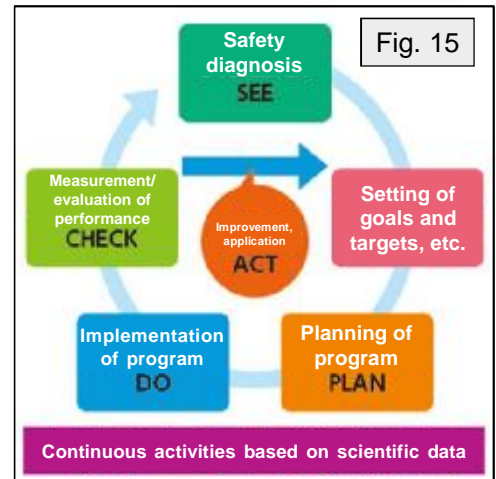 Fig. 15
Safety
diagnosis
SEE
Setting of
goals and
targets, etc.
Planning of
program
PLAN
Implementation
of program
DO
Measurement/
evaluation of
performance
CHECK
Improvement,
application
ACT
Continuous activities based on scientific data